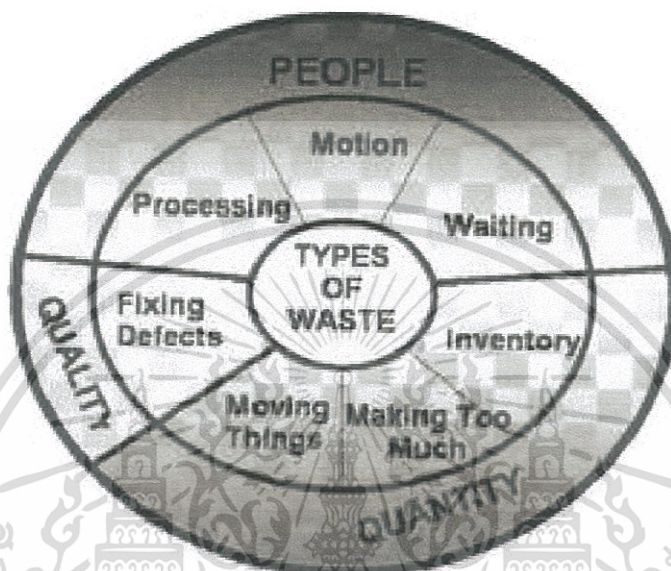 PEOPLE
Motion
Processing
Waiting
TYPES
OF
WASTE
QUALITY
Fixing
Defects
Inventory
Moving
Things
Making Too
Much
QUANTITY